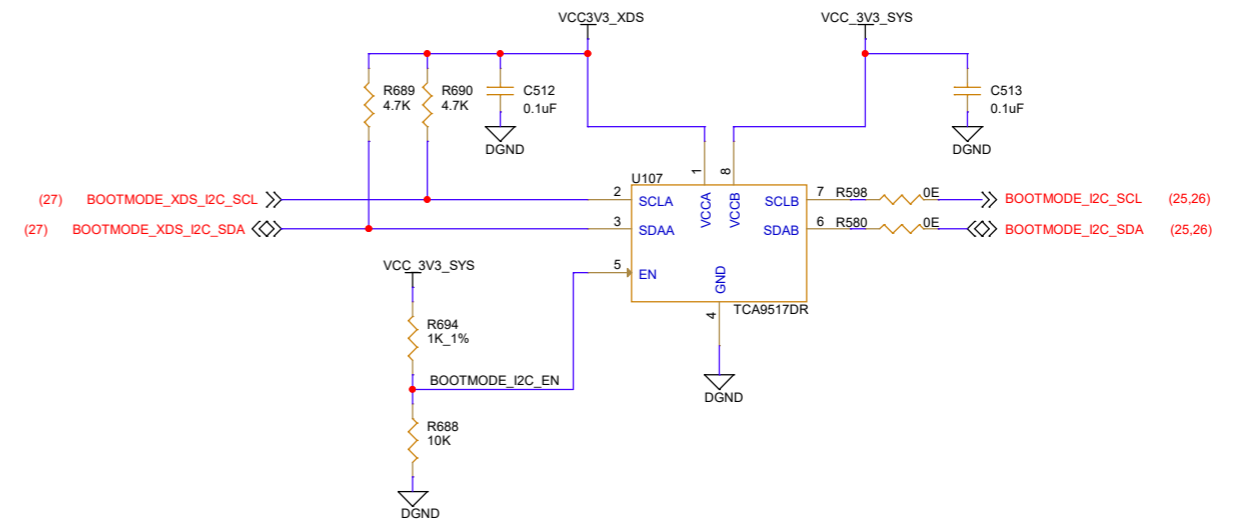 VCC3V3_XDS
VCC_3V3_SYS
R689
4.7K
R690
4.7K
C512
0.1uF
DGND
C513
0.1uF
DGND
U107
1
8
VCCA
VCCB
(27) BOOTMODE_XDS_I2C_SCL
2
SCLA
SCLB
7
R598
0E
BOOTMODE_I2C_SCL (25,26)
(27) BOOTMODE_XDS_I2C_SDA
3
SDAA
SDAB
6
R580
0E
BOOTMODE_I2C_SDA (25,26)
VCC_3V3_SYS
5
EN
GND
4
TCA9517DR
DGND
R694
1K_1%
BOOTMODE_I2C_EN
R688
10K
DGND